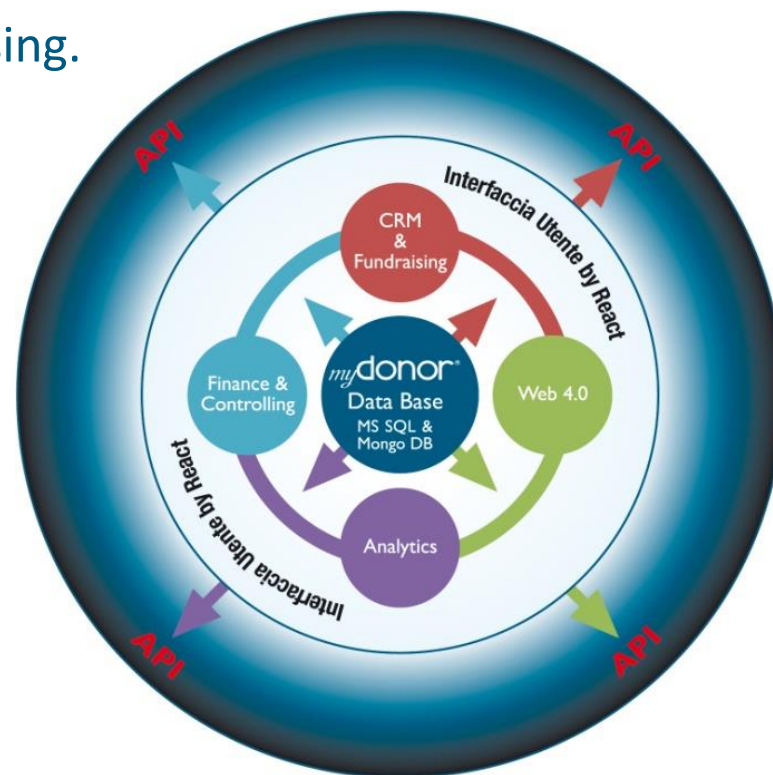 sing.
API
API
Interfaccia Utente by React
CRM
&
Fundraising
Finance &
Controlling
mydonor®
Data Base
MS SQL &
Mongo DB
Web 4.0
Analytics
Interfaccia Utente by React
API
API